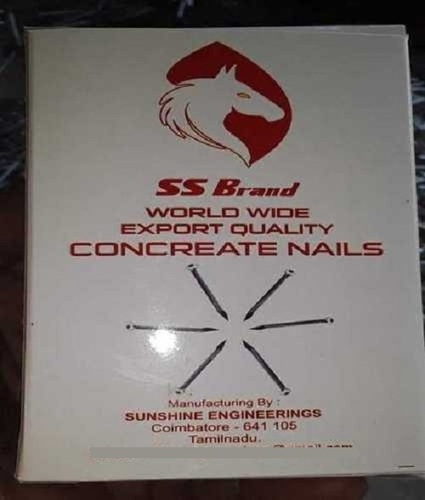 SS Brand
WORLD WIDE
EXPORT QUALITY
CONCREATE NAILS
Manufacturing By :
SUNSHINE ENGINEERINGS
Coimbatore - 641 105
Tamilnadu.